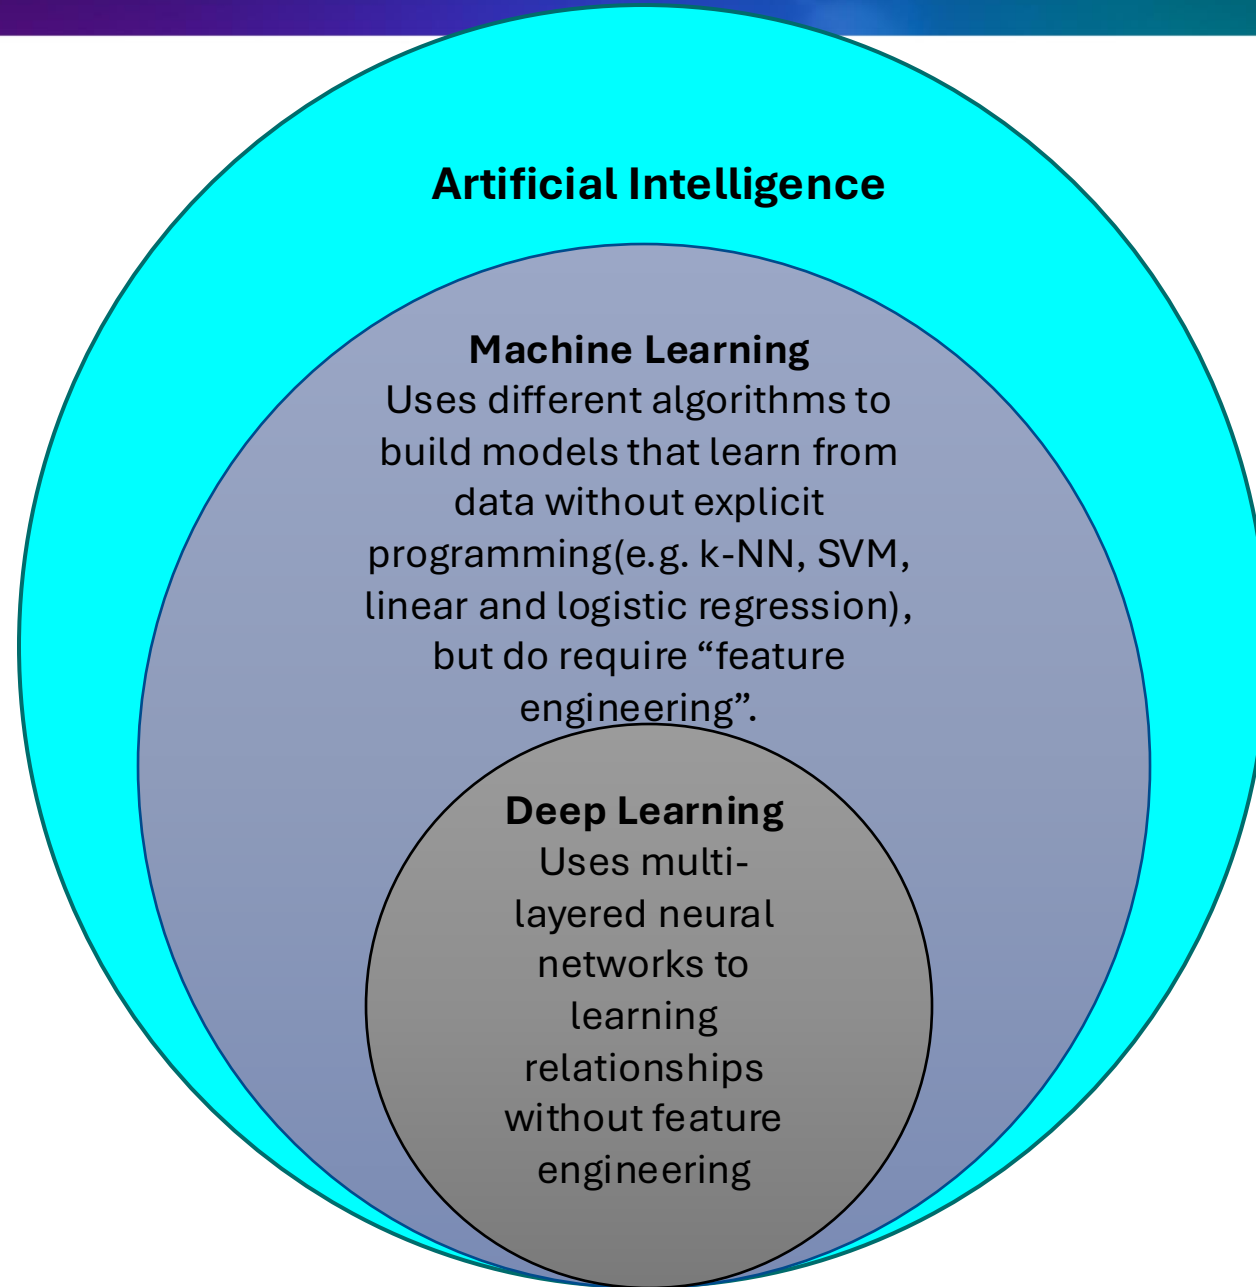 Artificial Intelligence
Machine Learning
Uses different algorithms to
build models that learn from
data without explicit
programming(e.g. k-NN, SVM,
linear and logistic regression),
but do require “feature
engineering”.
Deep Learning
Uses multi-
layered neural
networks to
learning
relationships
without feature
engineering